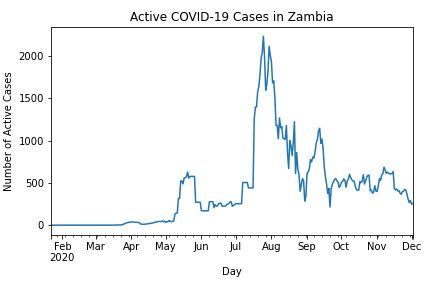 Active COVID-19 Cases in Zambia
Number of Active Cases
2000
1500
1000
500
0
Feb Mar Apr May Jun Jul Aug Sep Oct Nov Dec
2020
Day